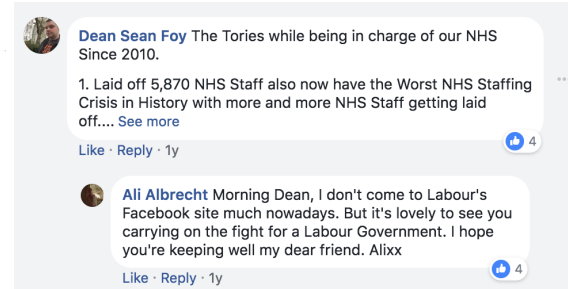 Dean Sean Foy The Tories while being in charge of our NHS
Since 2010.
1. Laid off 5,870 NHS Staff also now have the Worst NHS Staffing
Crisis in History with more and more NHS Staff getting laid
off.... See more
4
Like · Reply · 1y
Ali Albrecht Morning Dean, I don't come to Labour's
Facebook site much nowadays. But it's lovely to see you
carrying on the fight for a Labour Government. I hope
you're keeping well my dear friend. Alixx
4
Like · Reply · 1y